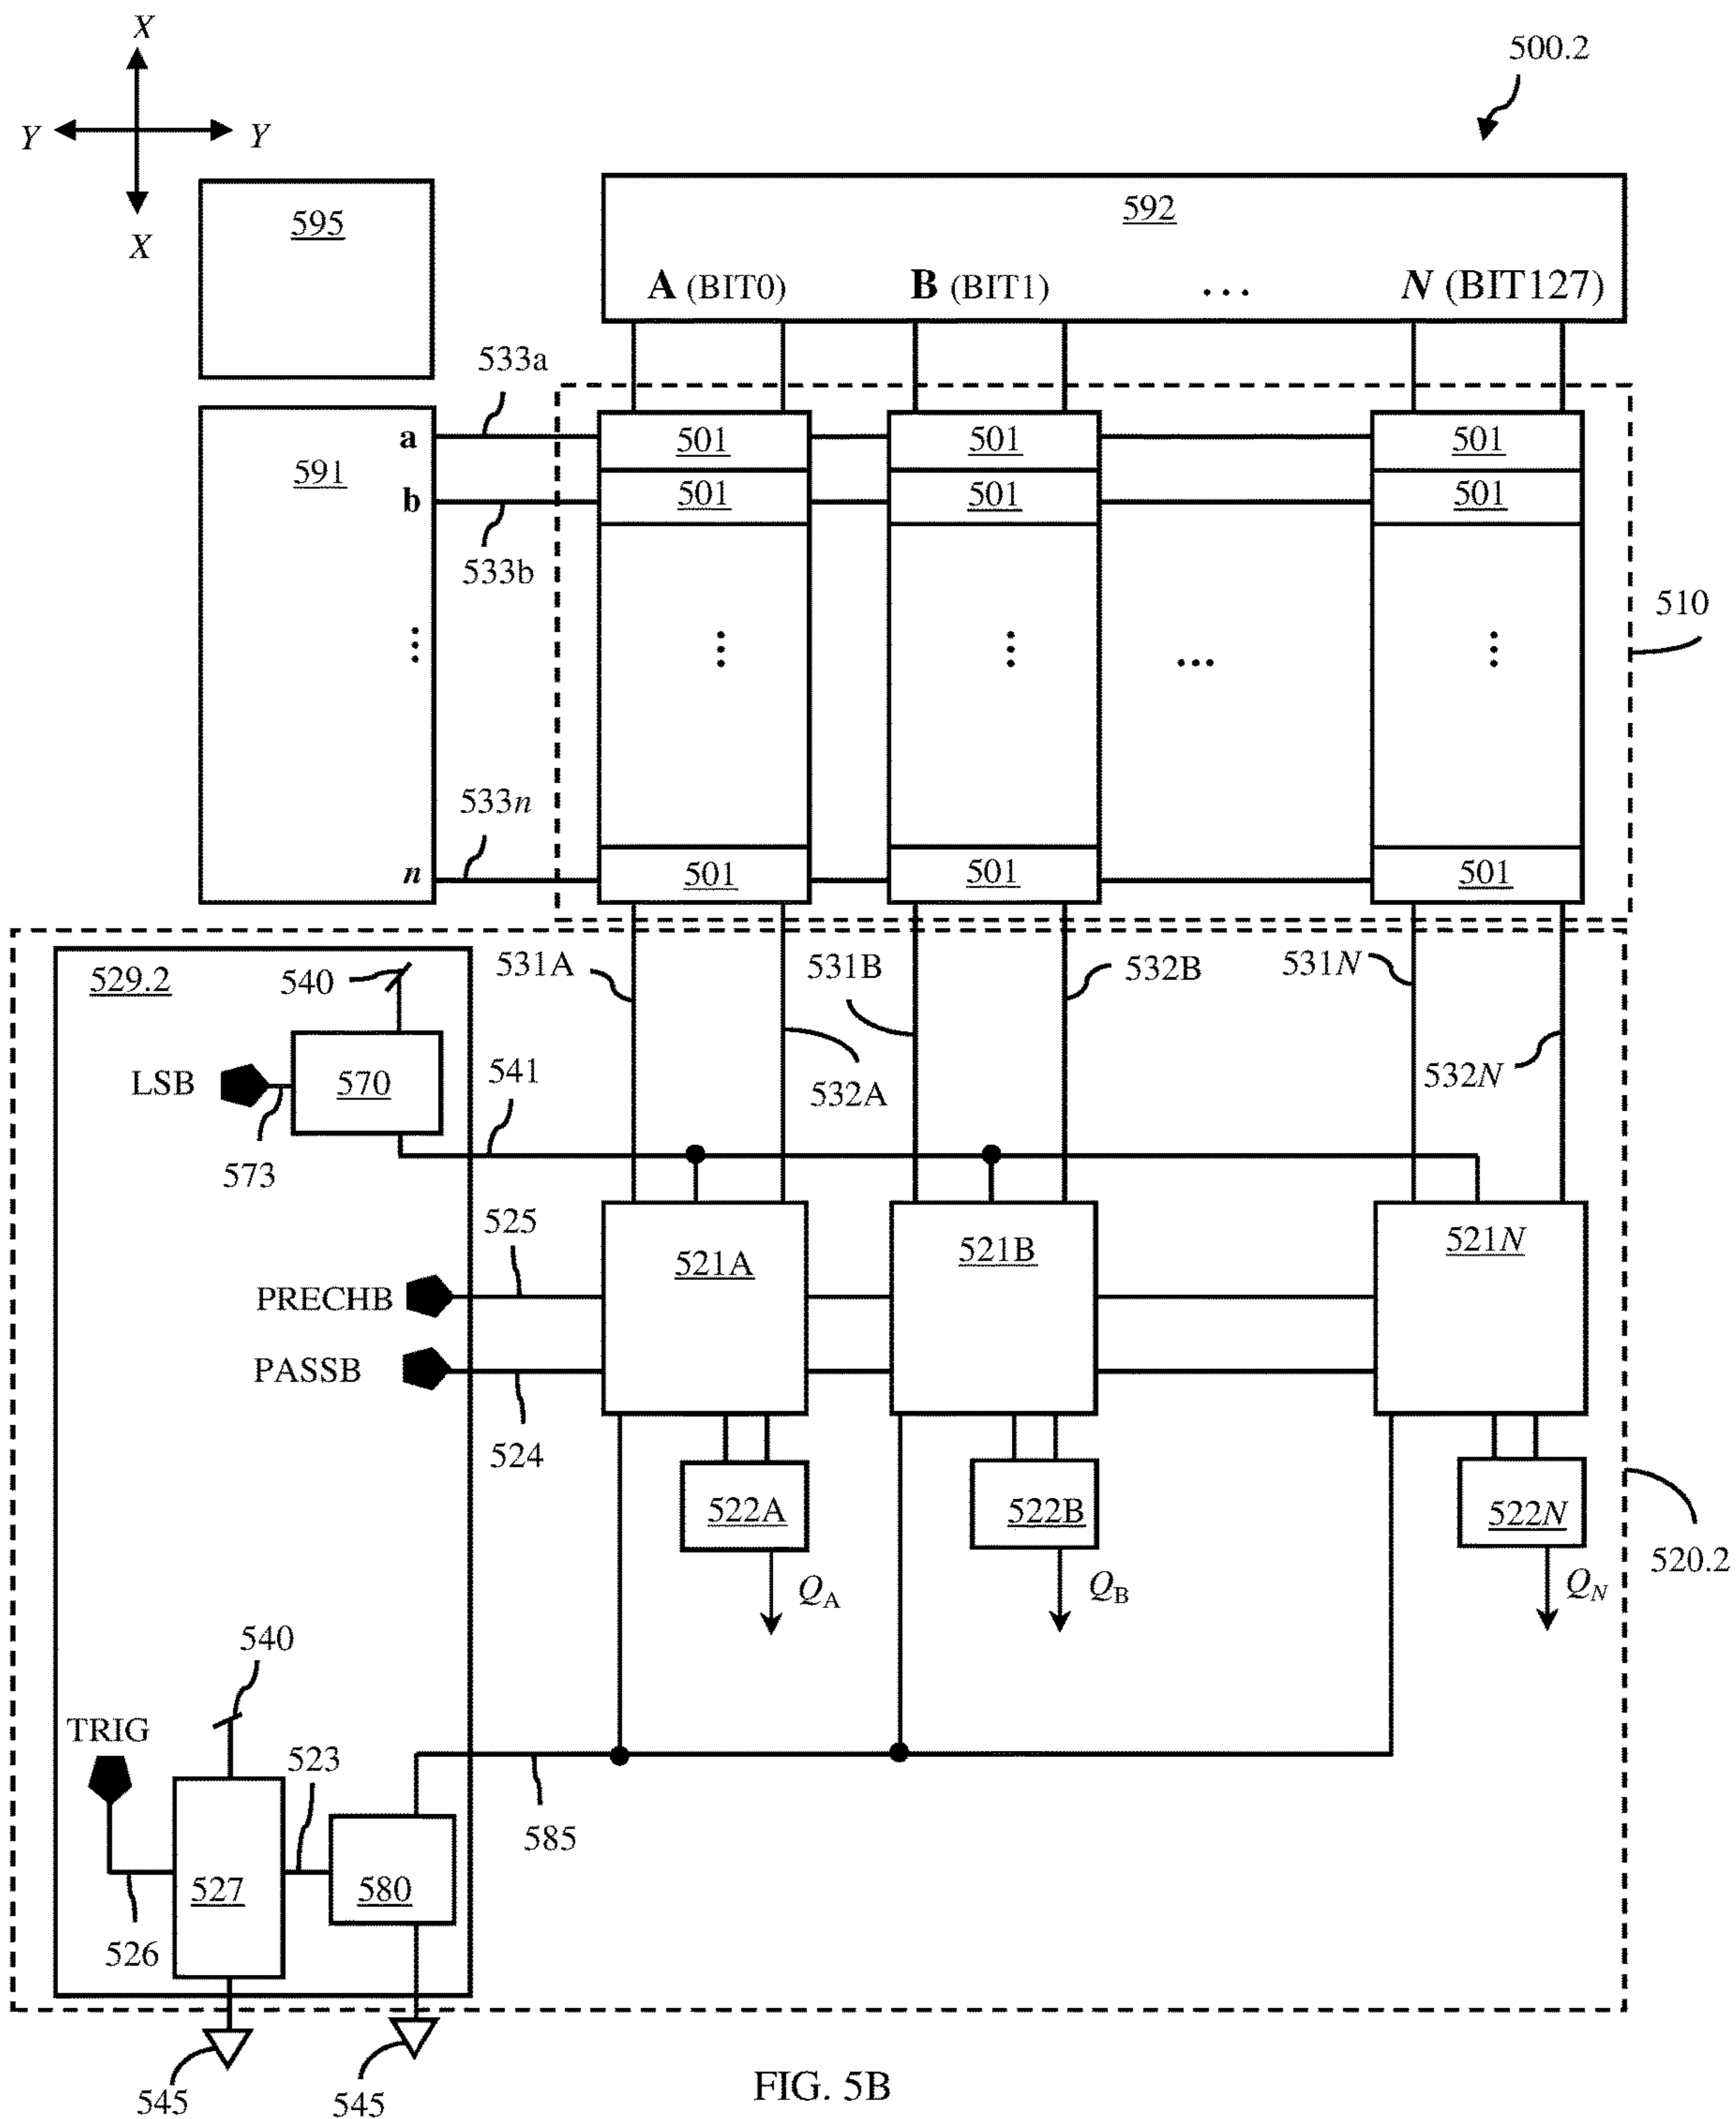 X
500.2
Y Y
X
595
592
A (BIT0) B (BIT1) ... N (BIT127)
533a
a 501 501 501
591
b 501 501 501
533b
510
⋮ ⋮ ⋮ ... ⋮
533n
n 501 501 501
529.2 540 531A 531B 532B 531N
LSB 570 541 532A 532N
573
525
521A 521B 521N
PRECHB
PASSB
524
522A 522B 522N
520.2
QA QB QN
540
TRIG
523
585
527 580
526
545 545
FIG. 5B